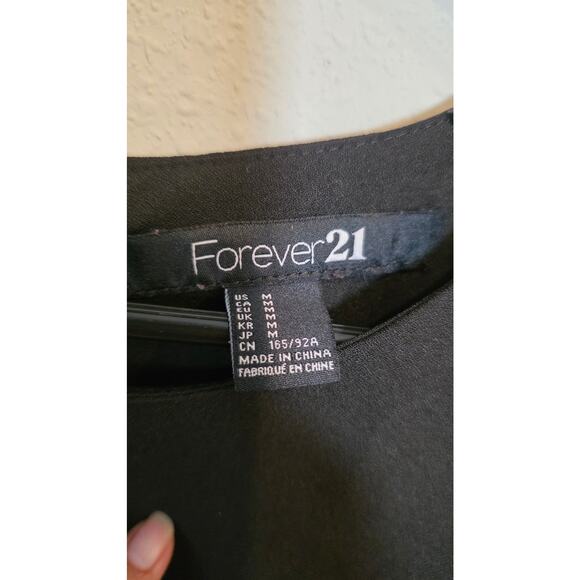 Forever21
US M
CA M
EU M
UK M
KR M
JP M
CN 165/92A
MADE IN CHINA
FABRIQUÉ EN CHINE